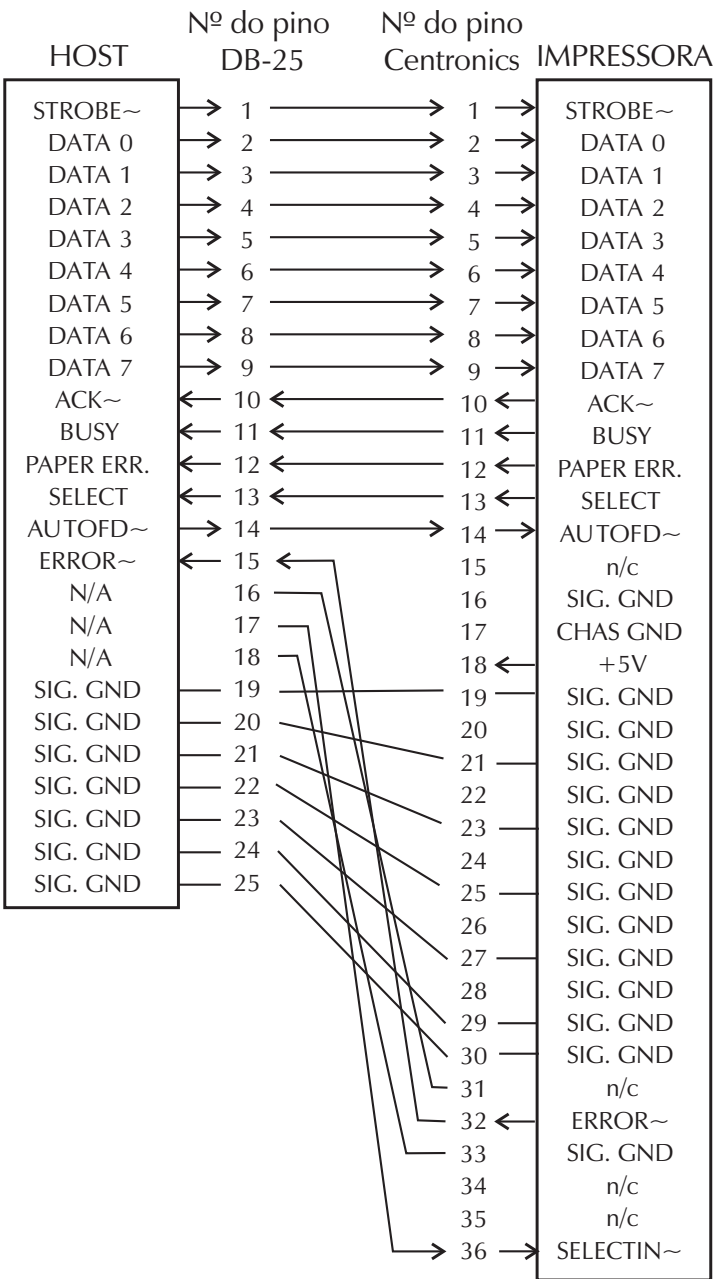 Nº do pino Nº do pino
HOST DB-25 Centronics IMPRESSORA
STROBE~ 1 1 STROBE~
DATA 0 2 2 DATA 0
DATA 1 3 3 DATA 1
DATA 2 4 4 DATA 2
DATA 3 5 5 DATA 3
DATA 4 6 6 DATA 4
DATA 5 7 7 DATA 5
DATA 6 8 8 DATA 6
DATA 7 9 9 DATA 7
ACK~ 10 10 ACK~
BUSY 11 11 BUSY
PAPER ERR. 12 12 PAPER ERR.
SELECT 13 13 SELECT
AUTOFD~ 14 14 AUTOFD~
ERROR~ 15 15 n/c
N/A 16 16 SIG. GND
N/A 17 17 CHAS GND
N/A 18 18 +5V
SIG. GND 19 19 SIG. GND
SIG. GND 20 20 SIG. GND
SIG. GND 21 21 SIG. GND
SIG. GND 22 22 SIG. GND
SIG. GND 23 23 SIG. GND
SIG. GND 24 24 SIG. GND
SIG. GND 25 25 SIG. GND
26 SIG. GND
27 SIG. GND
28 SIG. GND
29 SIG. GND
30 SIG. GND
31 n/c
32 ERROR~
33 SIG. GND
34 n/c
35 n/c
36 SELECTIN~